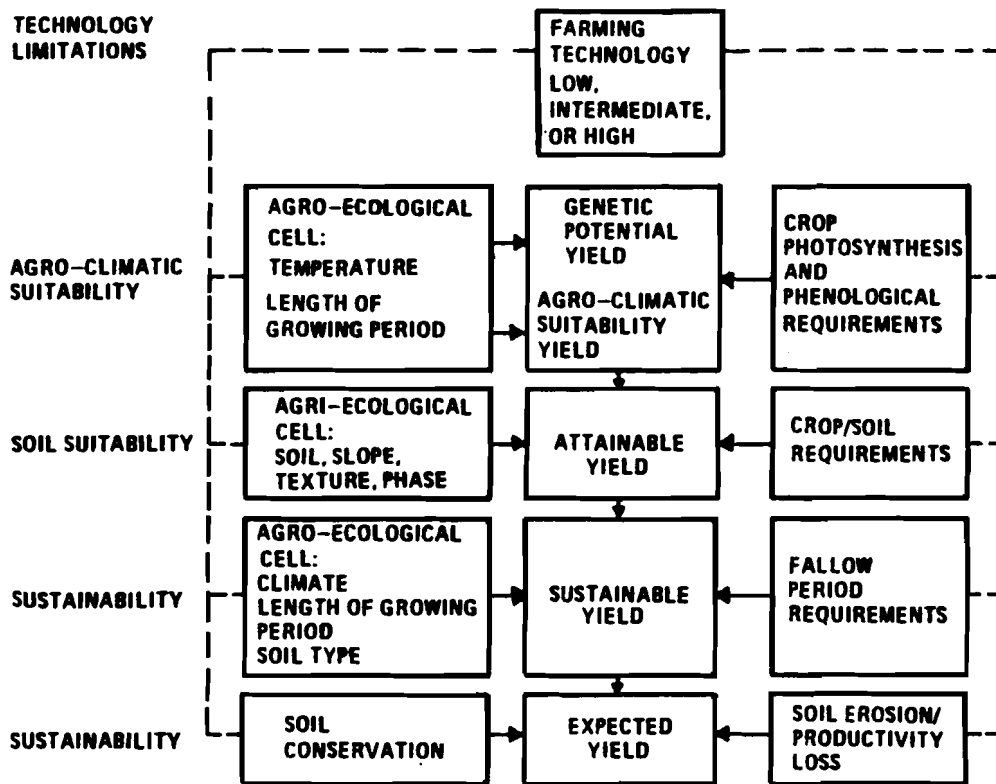 TECHNOLOGY
LIMITATIONS
FARMING
TECHNOLOGY
LOW,
INTERMEDIATE,
OR HIGH
AGRO-CLIMATIC
SUITABILITY
AGRO-ECOLOGICAL
CELL:
TEMPERATURE
LENGTH OF
GROWING PERIOD
GENETIC
POTENTIAL
YIELD
AGRO-CLIMATIC
SUITABILITY
YIELD
CROP
PHOTOSYNTHESIS
AND
PHENOLOGICAL
REQUIREMENTS
SOIL SUITABILITY
AGRI-ECOLOGICAL
CELL:
SOIL, SLOPE,
TEXTURE, PHASE
ATTAINABLE
YIELD
CROP/SOIL
REQUIREMENTS
SUSTAINABILITY
AGRO-ECOLOGICAL
CELL:
CLIMATE
LENGTH OF GROWING
PERIOD
SOIL TYPE
SUSTAINABLE
YIELD
FALLOW
PERIOD
REQUIREMENTS
SUSTAINABILITY
SOIL
CONSERVATION
EXPECTED
YIELD
SOIL EROSION/
PRODUCTIVITY
LOSS